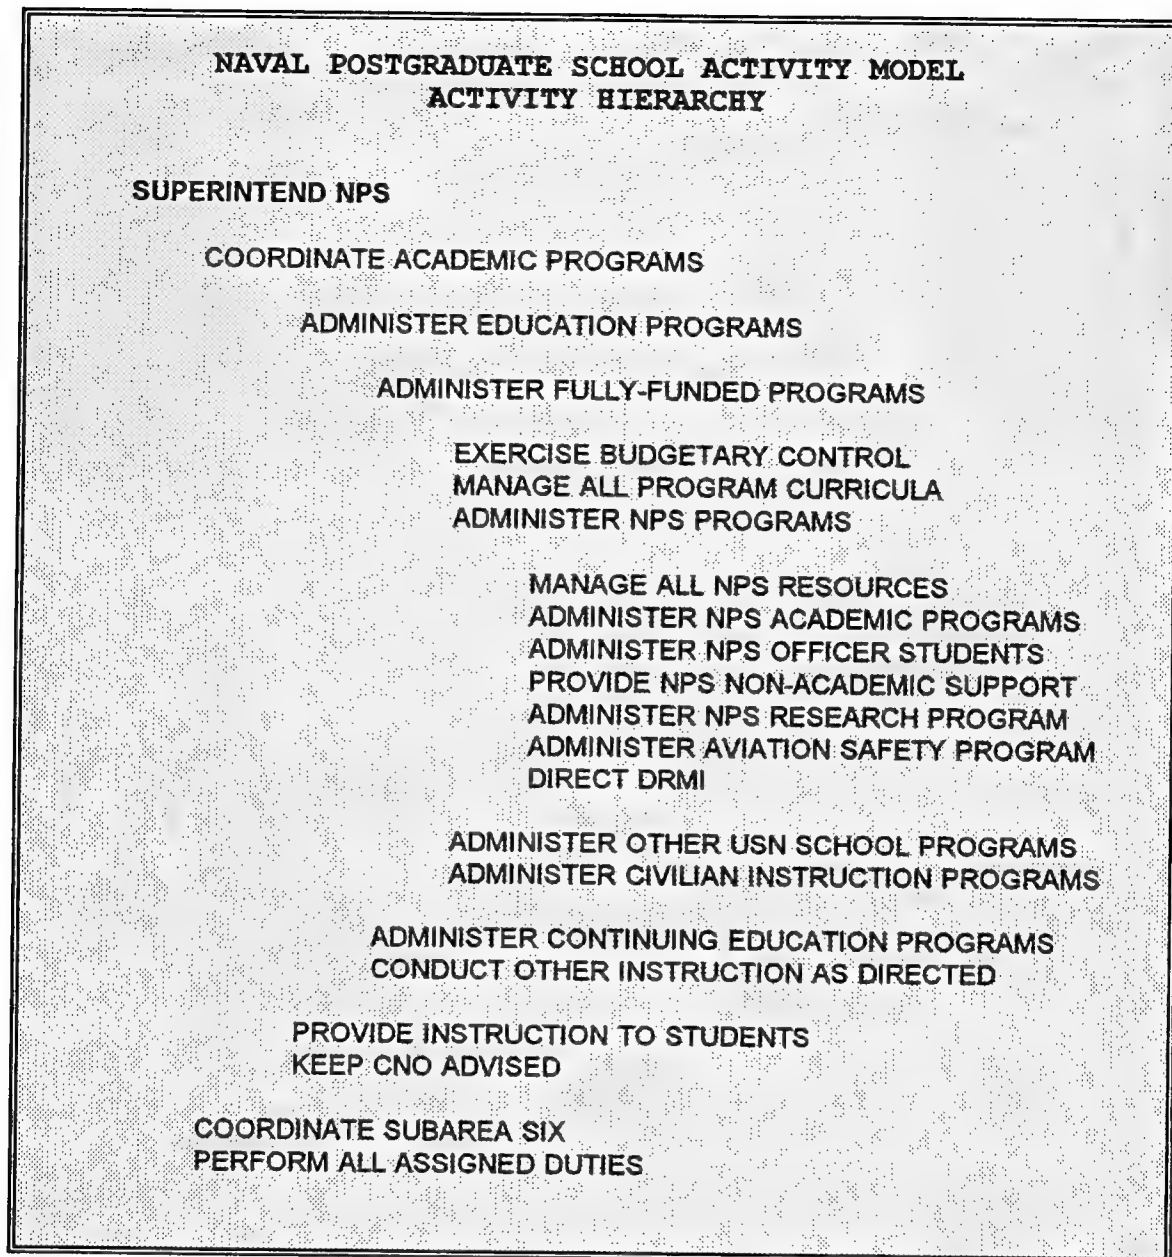 NAVAL POSTGRADUATE SCHOOL ACTIVITY MODEL
ACTIVITY HIERARCHY
SUPERINTEND NPS
COORDINATE ACADEMIC PROGRAMS
ADMINISTER EDUCATION PROGRAMS
ADMINISTER FULLY-FUNDED PROGRAMS
EXERCISE BUDGETARY CONTROL
MANAGE ALL PROGRAM CURRICULA
ADMINISTER NPS PROGRAMS
MANAGE ALL NPS RESOURCES
ADMINISTER NPS ACADEMIC PROGRAMS
ADMINISTER NPS OFFICER STUDENTS
PROVIDE NPS NON-ACADEMIC SUPPORT
ADMINISTER NPS RESEARCH PROGRAM
ADMINISTER AVIATION SAFETY PROGRAM
DIRECT DRMI
ADMINISTER OTHER USN SCHOOL PROGRAMS
ADMINISTER CIVILIAN INSTRUCTION PROGRAMS
ADMINISTER CONTINUING EDUCATION PROGRAMS
CONDUCT OTHER INSTRUCTION AS DIRECTED
PROVIDE INSTRUCTION TO STUDENTS
KEEP CNO ADVISED
COORDINATE SUBAREA SIX
PERFORM ALL ASSIGNED DUTIES